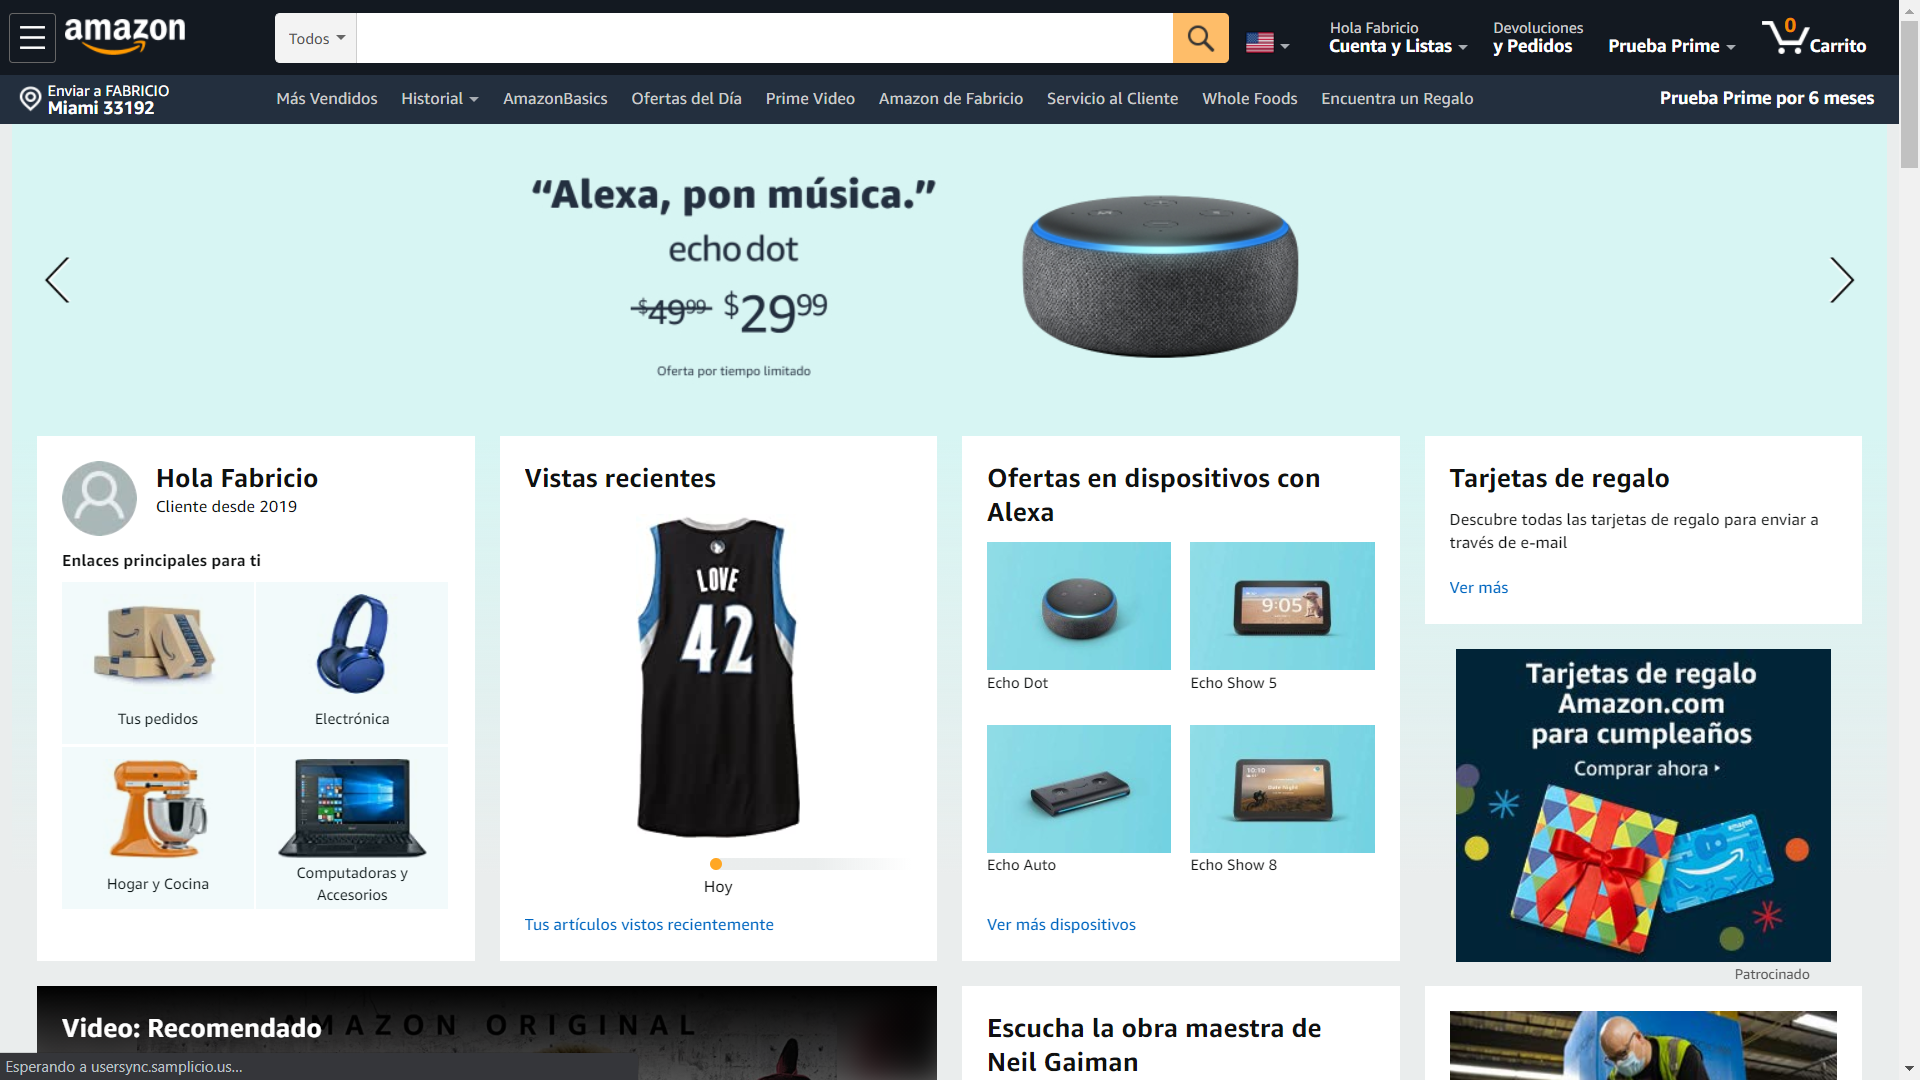 amazon
Todos
Hola Fabricio
Cuenta y Listas
Devoluciones
y Pedidos
Prueba Prime
0
Carrito
Enviar a FABRICIO
Miami 33192
Más Vendidos
Historial
AmazonBasics
Ofertas del Día
Prime Video
Amazon de Fabricio
Servicio al Cliente
Whole Foods
Encuentra un Regalo
Prueba Prime por 6 meses
“Alexa, pon música.”
echo dot
$49.99 $29.99
Oferta por tiempo limitado
Hola Fabricio
Cliente desde 2019
Enlaces principales para ti
Tus pedidos
Electrónica
Hogar y Cocina
Computadoras y
Accesorios
Vistas recientes
LOVE
42
Hoy
Tus artículos vistos recientemente
Ofertas en dispositivos con
Alexa
9:05
Echo Dot
Echo Show 5
10:10
Echo Auto
Echo Show 8
Ver más dispositivos
Tarjetas de regalo
Descubre todas las tarjetas de regalo para enviar a
través de e-mail
Ver más
Tarjetas de regalo
Amazon.com
para cumpleaños
Comprar ahora
amazon
Patrocinado
Video: Recomendado
AMAZON ORIGINAL
Escucha la obra maestra de
Neil Gaiman
Esperando a usersync.samplicio.us...